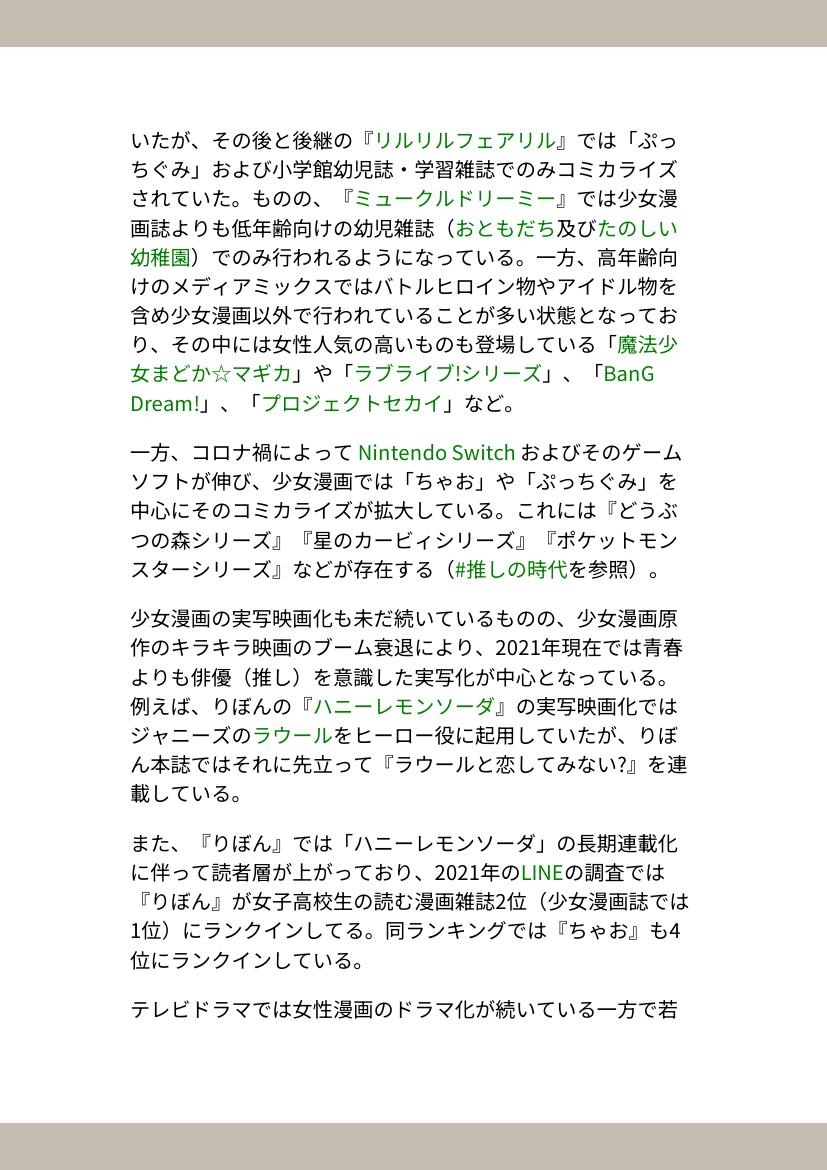 いたが、その後と後継の『リルリルフェアリル』では「ぷっ
ちぐみ」および小学館幼児誌・学習雑誌でのみコミカライズ
されていた。ものの、『ミュークルドリーミー』では少女漫
画誌よりも低年齢向けの幼児雑誌（おともだち及びたのしい
幼稚園）でのみ行われるようになっている。一方、高年齢向
けのメディアミックスではバトルヒロイン物やアイドル物を
含め少女漫画以外で行われていることが多い状態となってお
り、その中には女性人気の高いものも登場している「魔法少
女まどか☆マギカ」や「ラブライブ!シリーズ」、「BanG
Dream!」、「プロジェクトセカイ」など。
一方、コロナ禍によって Nintendo Switch およびそのゲーム
ソフトが伸び、少女漫画では「ちゃお」や「ぷっちぐみ」を
中心にそのコミカライズが拡大している。これには『どうぶ
つの森シリーズ』『星のカービィシリーズ』『ポケットモン
スターシリーズ』などが存在する（#推しの時代を参照）。
少女漫画の実写映画化も未だ続いているものの、少女漫画原
作のキラキラ映画のブーム衰退により、2021年現在では青春
よりも俳優（推し）を意識した実写化が中心となっている。
例えば、りぼんの『ハニーレモンソーダ』の実写映画化では
ジャニーズのラウールをヒーロー役に起用していたが、りぼ
ん本誌ではそれに先立って『ラウールと恋してみない?』を連
載している。
また、『りぼん』では「ハニーレモンソーダ」の長期連載化
に伴って読者層が上がっており、2021年のLINEの調査では
『りぼん』が女子高校生の読む漫画雑誌2位（少女漫画誌では
1位）にランクインしてる。同ランキングでは『ちゃお』も4
位にランクインしている。
テレビドラマでは女性漫画のドラマ化が続いている一方で若